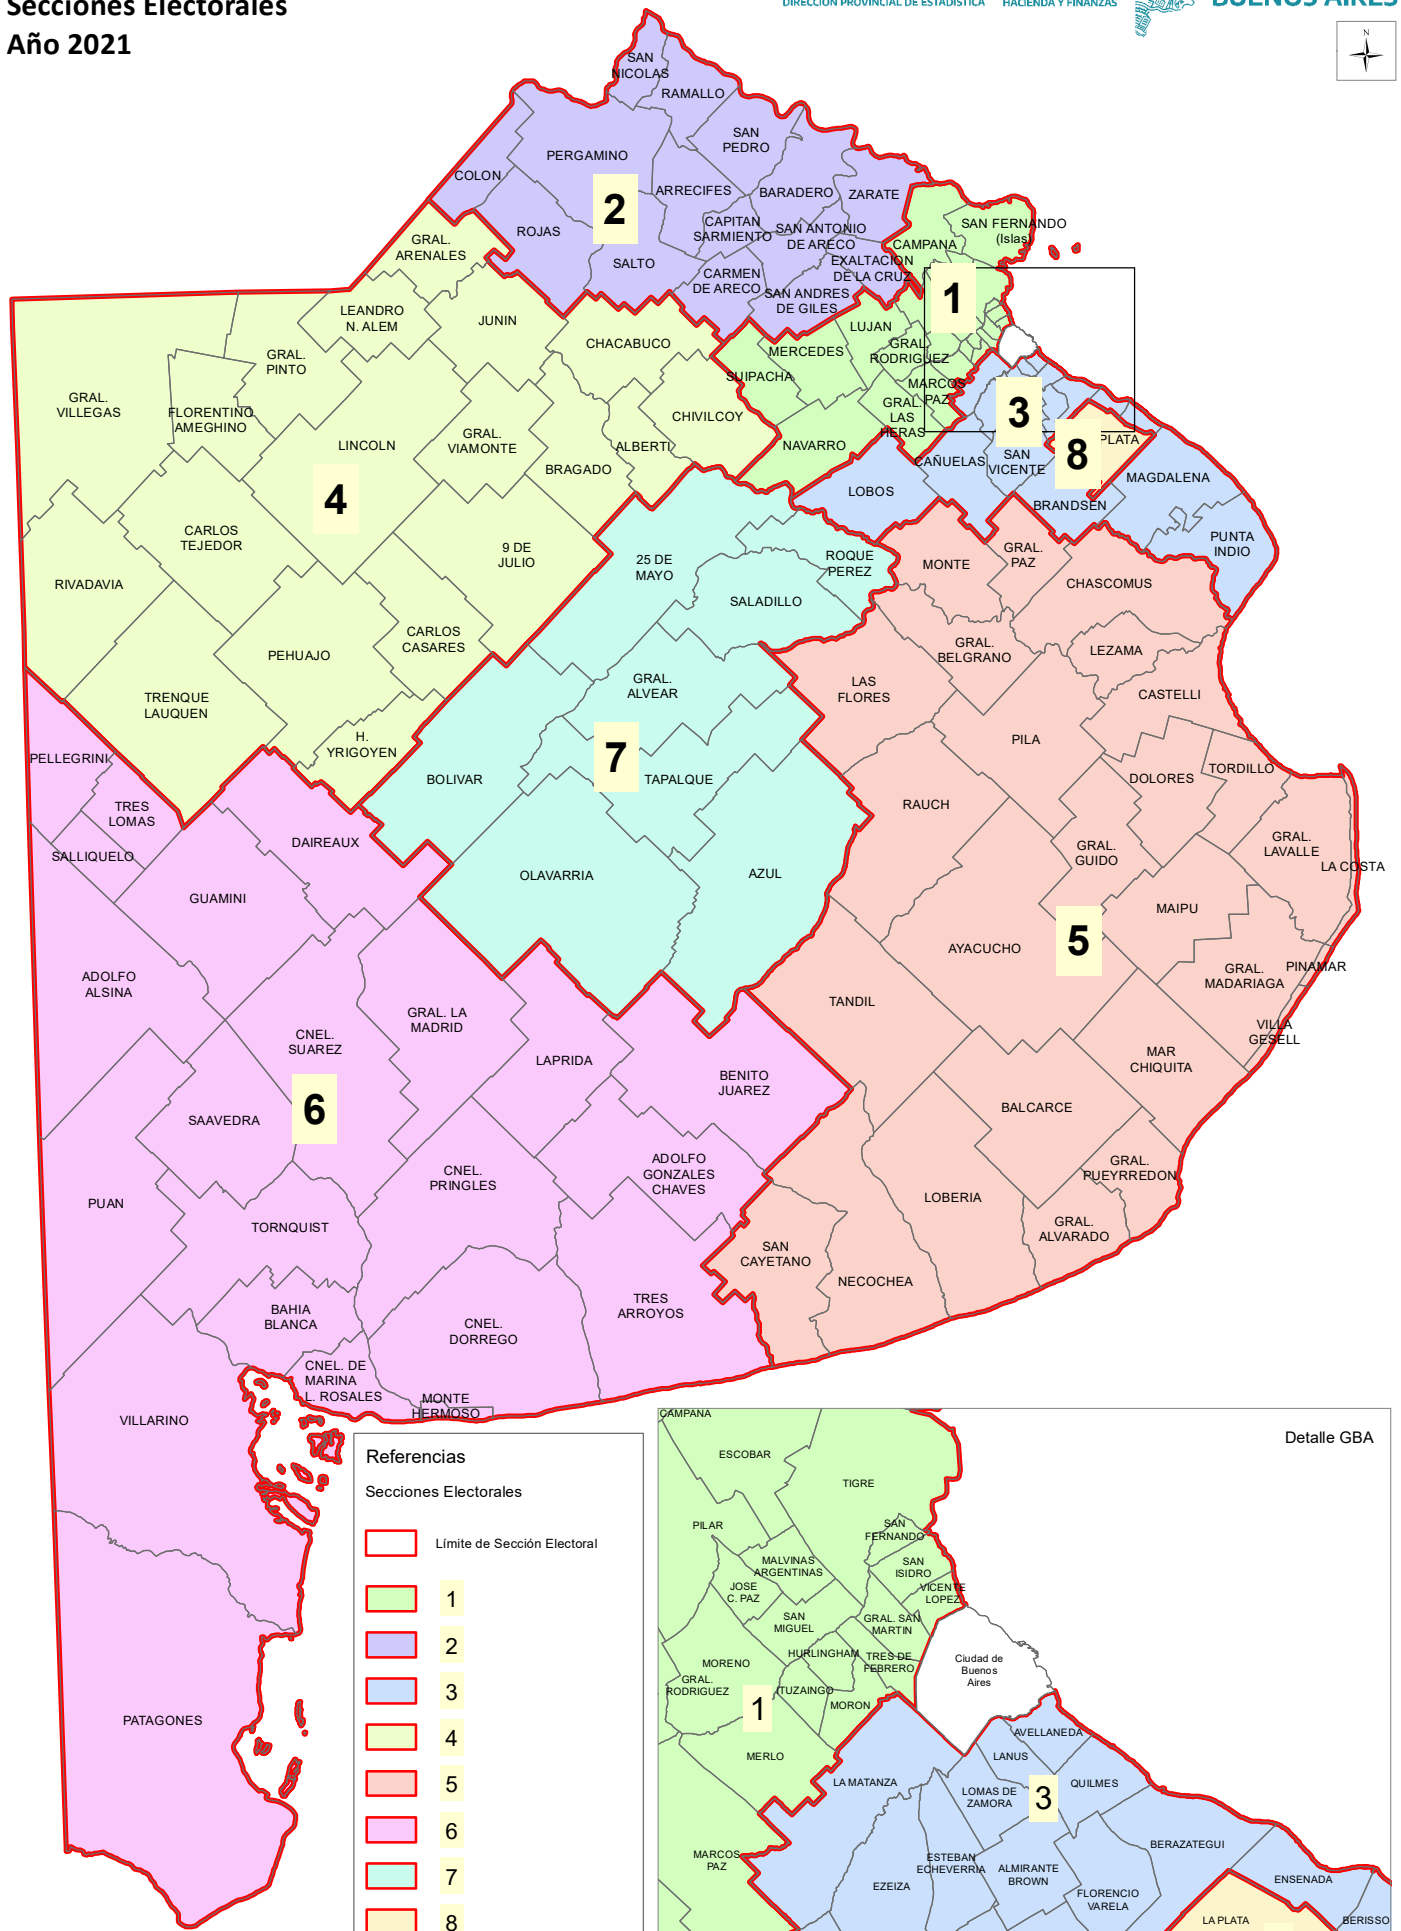 Secciones Electorales
Año 2021
DIRECCIÓN PROVINCIAL DE ESTADÍSTICA
HACIENDA Y FINANZAS
BUENOS AIRES
N
SAN
NICOLAS
RAMALLO
SAN
PEDRO
PERGAMINO
COLON
ARRECIFES
BARADERO
ZARATE
2
ROJAS
CAPITAN
SARMIENTO
SAN ANTONIO
DE ARECO
SALTO
CARMEN
DE ARECO
EXALTACION
DE LA CRUZ
SAN ANDRES
DE GILES
CAMPANA
SAN FERNANDO
(Islas)
1
GRAL.
ARENALES
LEANDRO
N. ALEM
JUNIN
CHACABUCO
GRAL.
PINTO
GRAL.
VILLEGAS
FLORENTINO
AMEGHINO
LINCOLN
GRAL.
VIAMONTE
BRAGADO
ALBERTI
CHIVILCOY
4
CARLOS
TEJEDOR
9 DE
JULIO
RIVADAVIA
PEHUAJO
CARLOS
CASARES
TRENQUE
LAUQUEN
H.
YRIGOYEN
LUJAN
MERCEDES
GRAL.
RODRIGUEZ
SUIPACHA
MARCOS
PAZ
GRAL.
LAS
HERAS
NAVARRO
3
8
PLATA
LOBOS
CAÑUELAS
SAN
VICENTE
BRANDSEN
MAGDALENA
PUNTA
INDIO
25 DE
MAYO
ROQUE
PEREZ
SALADILLO
GRAL.
ALVEAR
7
BOLIVAR
TAPALQUE
OLAVARRIA
AZUL
MONTE
GRAL.
PAZ
CHASCOMUS
GRAL.
BELGRANO
LEZAMA
LAS
FLORES
CASTELLI
PILA
DOLORES
TORDILLO
RAUCH
GRAL.
GUIDO
GRAL.
LAVALLE
LA COSTA
MAIPU
5
AYACUCHO
GRAL.
MADARIAGA
PINAMAR
TANDIL
VILLA
GESELL
MAR
CHIQUITA
BALCARCE
GRAL.
PUEYRREDON
LOBERIA
GRAL.
ALVARADO
SAN
CAYETANO
NECOCHEA
PELLEGRINI
TRES
LOMAS
SALLIQUELO
DAIREAUX
GUAMINI
ADOLFO
ALSINA
GRAL. LA
MADRID
CNEL.
SUAREZ
LAPRIDA
BENITO
JUAREZ
6
SAAVEDRA
ADOLFO
GONZALES
CHAVES
CNEL.
PRINGLES
PUAN
TORNQUIST
BAHIA
BLANCA
CNEL.
DORREGO
TRES
ARROYOS
CNEL. DE
MARINA
L. ROSALES
MONTE
HERMOSO
VILLARINO
PATAGONES
Referencias
Secciones Electorales
Límite de Sección Electoral
1
2
3
4
5
6
7
8
Detalle GBA
CAMPANA
ESCOBAR
TIGRE
PILAR
SAN
FERNANDO
MALVINAS
ARGENTINAS
SAN
ISIDRO
JOSE
C. PAZ
VICENTE
LOPEZ
SAN
MIGUEL
GRAL. SAN
MARTIN
HURLINGHAM
TRES DE
FEBRERO
MORENO
GRAL.
RODRIGUEZ
ITUZAINGO
MORON
1
MERLO
Ciudad de
Buenos
Aires
AVELLANEDA
LANUS
LA MATANZA
LOMAS DE
ZAMORA
3
QUILMES
MARCOS
PAZ
BERAZATEGUI
ESTEBAN
ECHEVERRIA
ALMIRANTE
BROWN
EZEIZA
FLORENCIO
VARELA
ENSENADA
LA PLATA
BERISSO